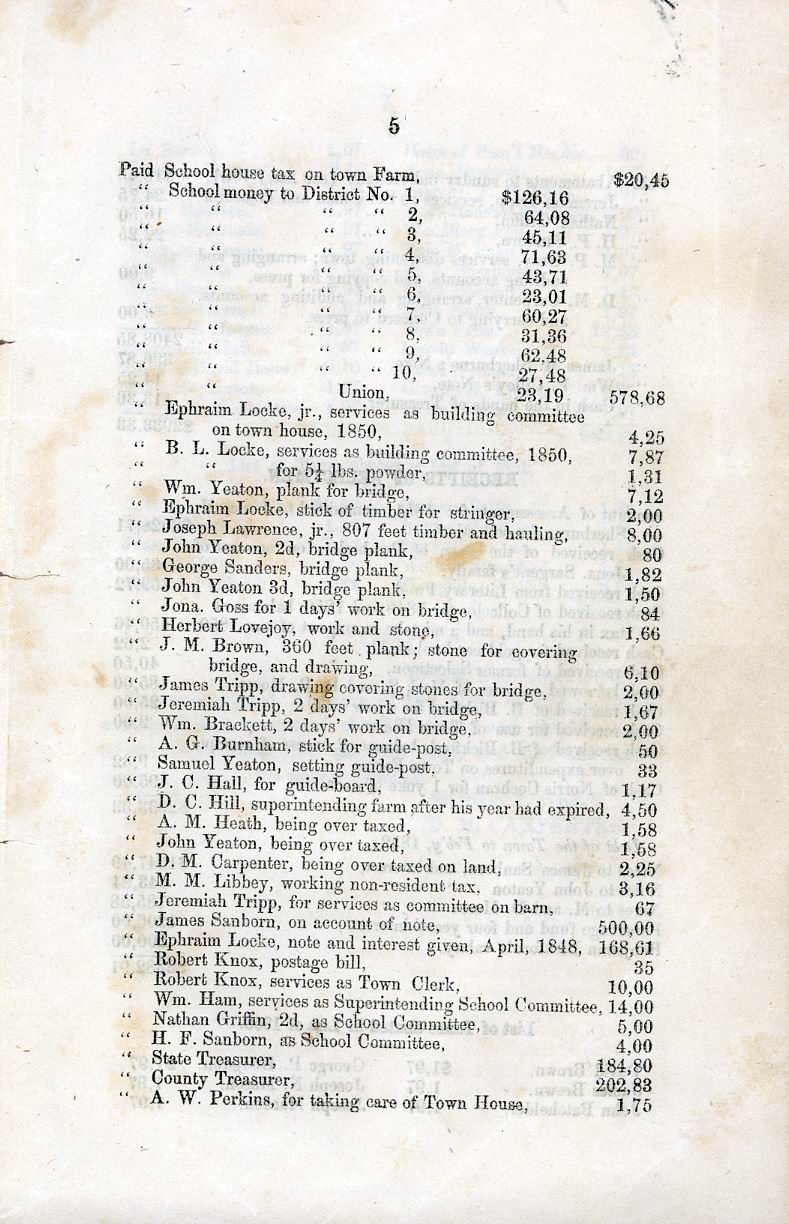 5
Paid School house tax on town Farm, $20,45
“ School money to District No. 1, $126,16
“ “ “ “ 2, 64,08
“ “ “ “ 3, 45,11
“ “ “ “ 4, 71,63
“ “ “ “ 5, 43,71
“ “ “ “ 6, 23,01
“ “ “ “ 7, 60,27
“ “ “ “ 8, 31,36
“ “ “ “ 9, 62,48
“ “ “ “ 10, 27,48
“ “ Union, 23,19 578,68
“ Ephraim Locke, jr., services as building committee
on town house, 1850, 4,25
“ B. L. Locke, services as building committee, 1850, 7,87
“ “ for 5¼ lbs. powder, 1,31
“ Wm. Yeaton, plank for bridge, 7,12
“ Ephraim Locke, stick of timber for stringer, 2,00
“ Joseph Lawrence, jr., 807 feet timber and hauling, 8,00
“ John Yeaton, 2d, bridge plank, 80
“ George Sanders, bridge plank, 1,82
“ John Yeaton 3d, bridge plank, 1,50
“ Jona. Goss for 1 days’ work on bridge, 84
“ Herbert Lovejoy, work and stone, 1,66
“ J. M. Brown, 360 feet plank; stone for covering
bridge, and drawing, 6,10
“ James Tripp, drawing covering stones for bridge, 2,00
“ Jeremiah Tripp, 2 days’ work on bridge, 1,67
“ Wm. Brackett, 2 days’ work on bridge, 2,00
“ A. G. Burnham, stick for guide-post, 50
“ Samuel Yeaton, setting guide-post, 33
“ J. C. Hall, for guide-board, 1,17
“ D. C. Hill, superintending farm after his year had expired, 4,50
“ A. M. Heath, being over taxed, 1,58
“ John Yeaton, being over taxed, 1,58
“ D. M. Carpenter, being over taxed on land, 2,25
“ M. M. Libbey, working non-resident tax, 3,16
“ Jeremiah Tripp, for services as committee on barn, 67
“ James Sanborn, on account of note, 500,00
“ Ephraim Locke, note and interest given, April, 1848, 168,61
“ Robert Knox, postage bill, 35
“ Robert Knox, services as Town Clerk, 10,00
“ Wm. Ham, services as Superintending School Committee, 14,00
“ Nathan Griffin, 2d, as School Committee, 5,00
“ H. F. Sanborn, as School Committee, 4,00
“ State Treasurer, 184,80
“ County Treasurer, 202,83
“ A. W. Perkins, for taking care of Town House, 1,75